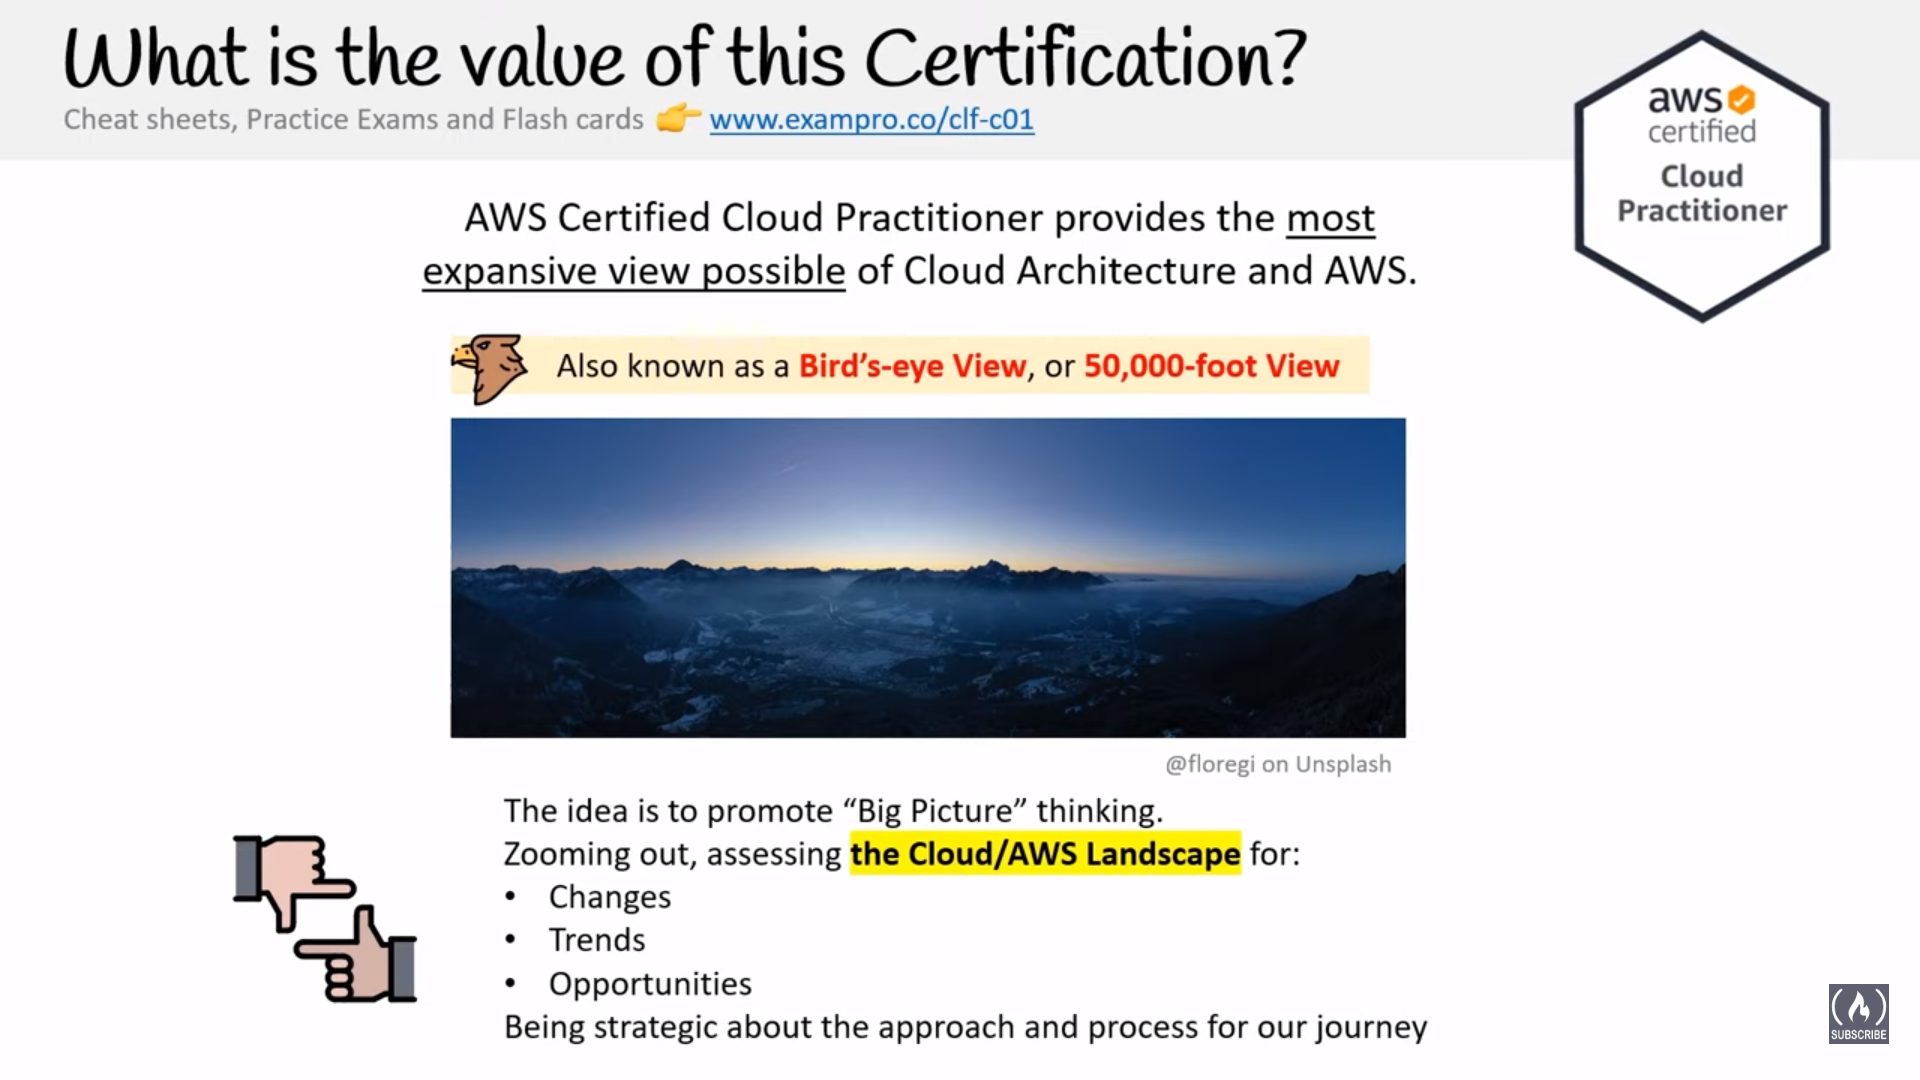 What is the value of this Certification?
Cheat sheets, Practice Exams and Flash cards 👉 www.exampro.co/clf-c01
aws
certified
Cloud
Practitioner
AWS Certified Cloud Practitioner provides the most
expansive view possible of Cloud Architecture and AWS.
Also known as a Bird’s-eye View, or 50,000-foot View
@floregi on Unsplash
The idea is to promote “Big Picture” thinking.
Zooming out, assessing the Cloud/AWS Landscape for:
• Changes
• Trends
• Opportunities
Being strategic about the approach and process for our journey
SUBSCRIBE